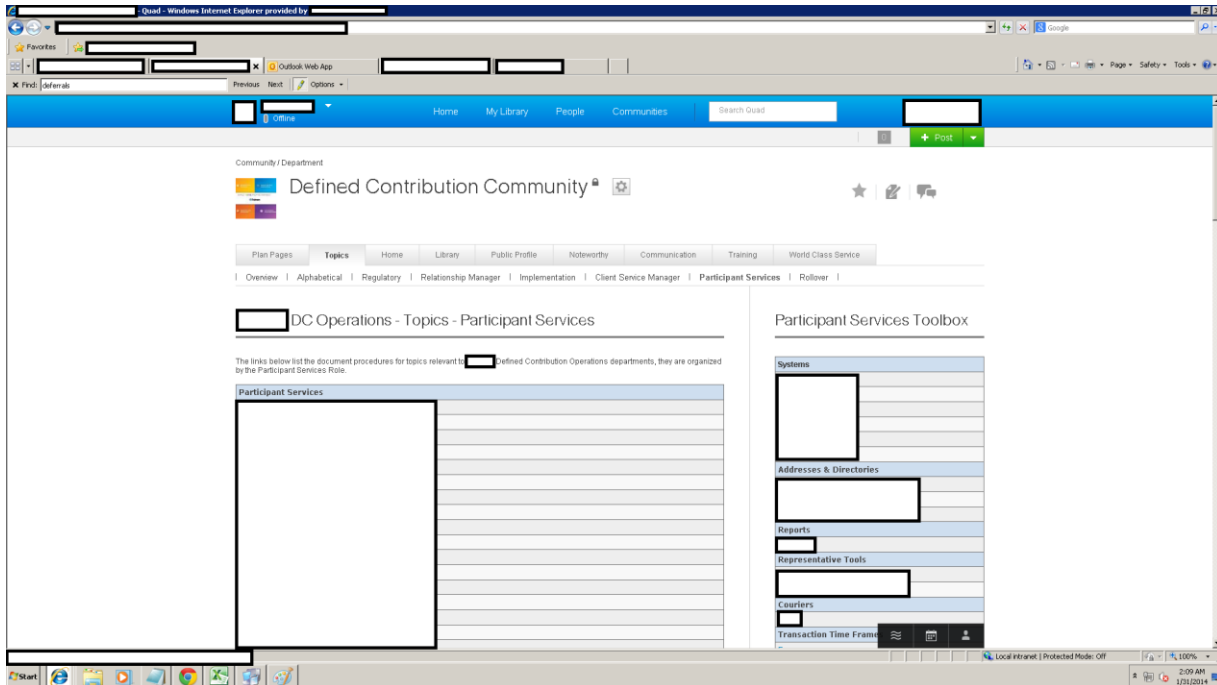 - Quad - Windows Internet Explorer provided by
Google
Favorites
Outlook Web App
Page Safety Tools
Find: deferrals Previous Next Options
Offline
Home My Library People Communities Search Quad
0 + Post
Community / Department
Defined Contribution Community
Plan Pages Topics Home Library Public Profile Noteworthy Communication Training World Class Service
| Overview | Alphabetical | Regulatory | Relationship Manager | Implementation | Client Service Manager | Participant Services | Rollover |
DC Operations - Topics - Participant Services
Participant Services Toolbox
The links below list the document procedures for topics relevant to Defined Contribution Operations departments, they are organized
by the Participant Services Role.
Participant Services
Systems
Addresses & Directories
Reports
Representative Tools
Couriers
Transaction Time Frame
Local intranet | Protected Mode: Off 100%
Start
2:09 AM
1/31/2014